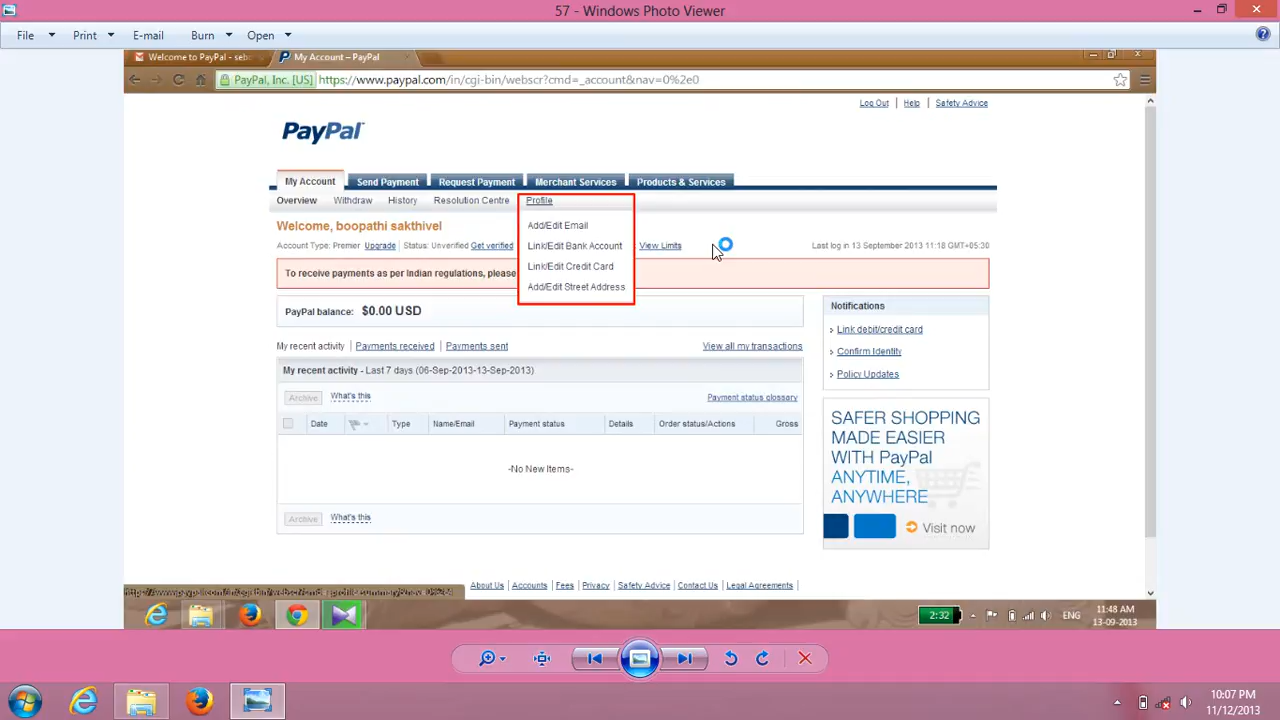 57 - Windows Photo Viewer
File Print E-mail Burn Open
Welcome to PayPal - seb
My Account – PayPal
PayPal, Inc. [US] https://www.paypal.com/in/cgi-bin/webscr?cmd=_account&nav=0%2e0
Log Out | Help | Safety Advice
PayPal
My Account Send Payment Request Payment Merchant Services Products & Services
Overview Withdraw History Resolution Centre Profile
Add/Edit Email
Link/Edit Bank Account
Link/Edit Credit Card
Add/Edit Street Address
Welcome, boopathi sakthivel
Account Type: Premier Upgrade | Status: Unverified Get verified View Limits Last log in 13 September 2013 11:18 GMT+05:30
To receive payments as per Indian regulations, please
PayPal balance: $0.00 USD
My recent activity | Payments received | Payments sent View all my transactions
My recent activity - Last 7 days (06-Sep-2013-13-Sep-2013)
Archive What's this Payment status glossary
Date Type Name/Email Payment status Details Order status/Actions Gross
-No New Items-
Archive What's this
Notifications
Link debit/credit card
Confirm Identity
Policy Updates
SAFER SHOPPING
MADE EASIER
WITH PayPal
ANYTIME,
ANYWHERE
Visit now
About Us | Accounts | Fees | Privacy | Safety Advice | Contact Us | Legal Agreements |
2:32 ENG 11:48 AM
13-09-2013
10:07 PM
11/12/2013